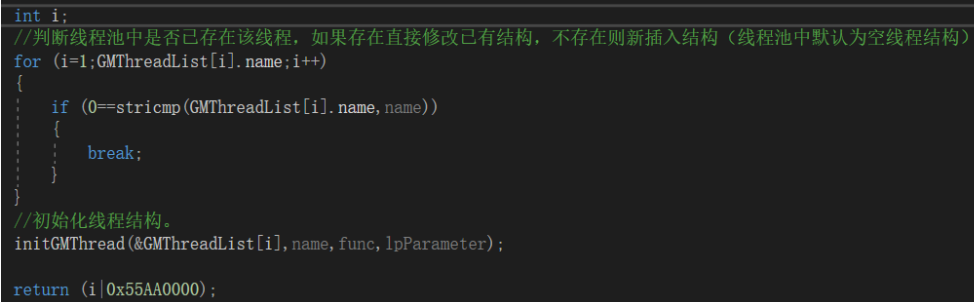 int i;
//判断线程池中是否已存在该线程，如果存在直接修改已有结构，不存在则新插入结构（线程池中默认为空线程结构）
for (i=1;GMThreadList[i].name;i++)
{
if (0==stricmp(GMThreadList[i].name,name))
{
break;
}
}
//初始化线程结构。
initGMThread(&GMThreadList[i],name,func,lpParameter);
return (i|0x55AA0000);